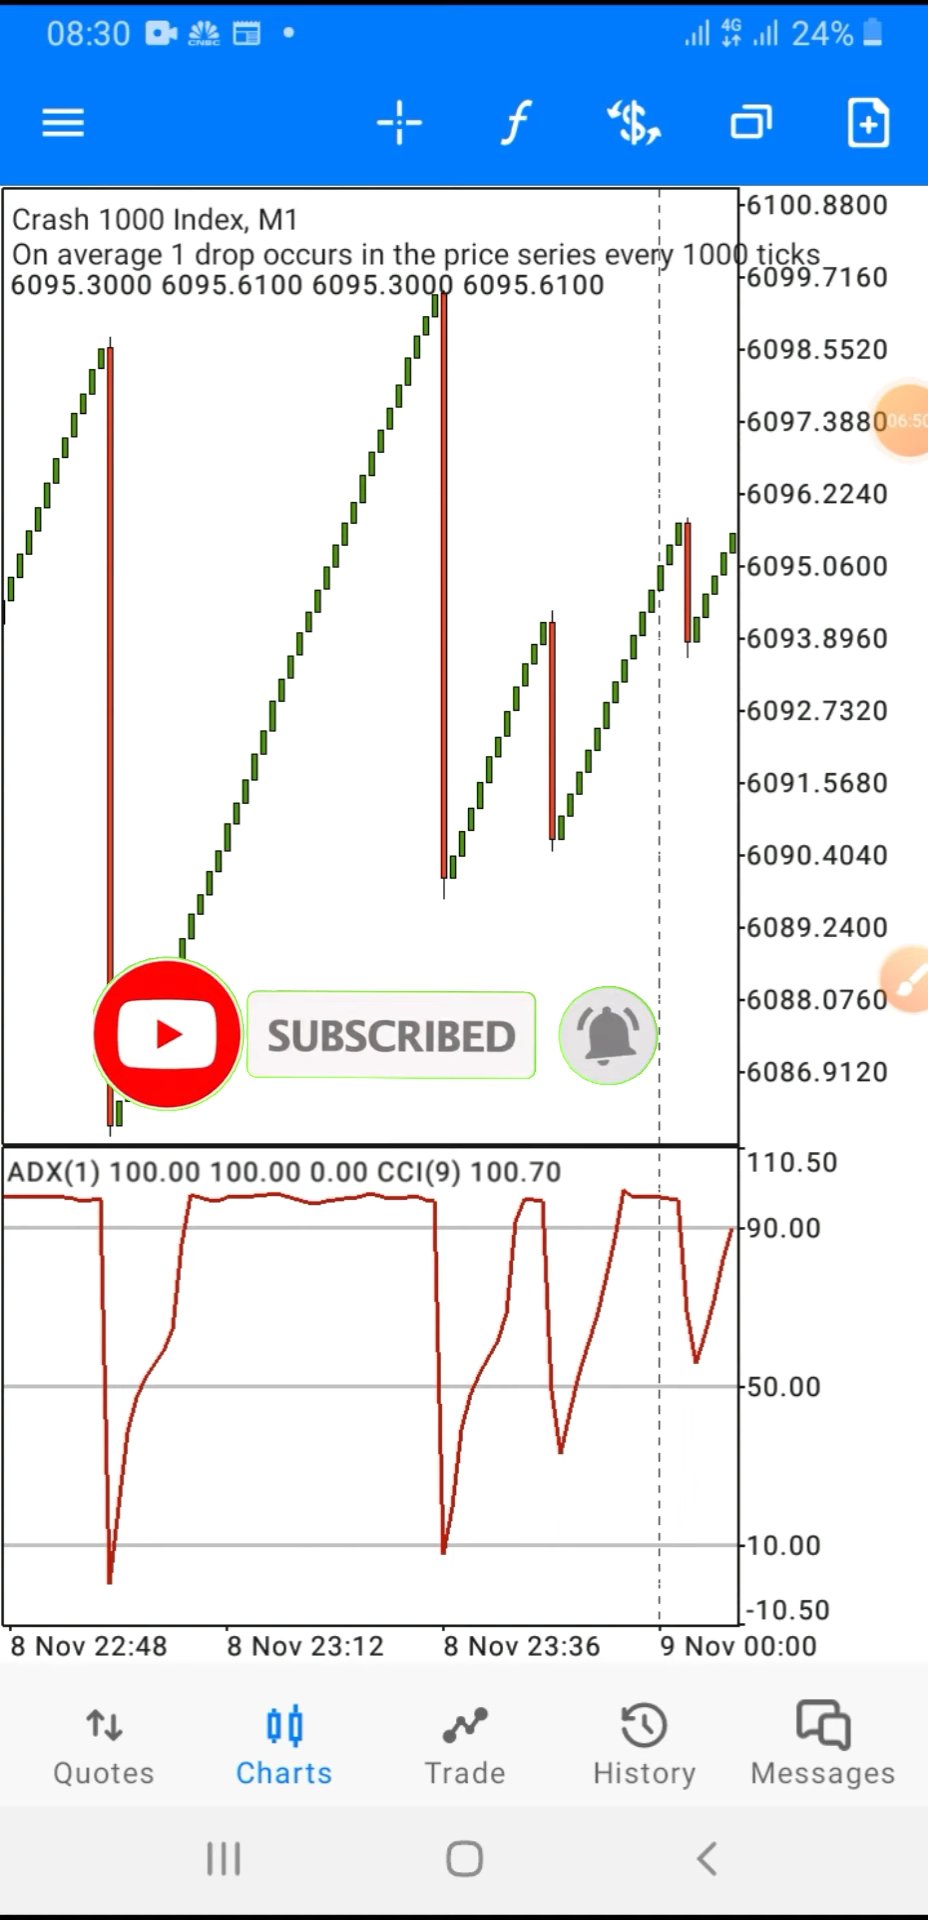 08:30
CNBC
4G
24%
Crash 1000 Index, M1
On average 1 drop occurs in the price series every 1000 ticks
6095.3000 6095.6100 6095.3000 6095.6100
6100.8800
6099.7160
6098.5520
6097.3880
06:50
6096.2240
6095.0600
6093.8960
6092.7320
6091.5680
6090.4040
6089.2400
6088.0760
6086.9120
SUBSCRIBED
ADX(1) 100.00 100.00 0.00 CCI(9) 100.70
110.50
90.00
50.00
10.00
-10.50
8 Nov 22:48
8 Nov 23:12
8 Nov 23:36
9 Nov 00:00
Quotes
Charts
Trade
History
Messages